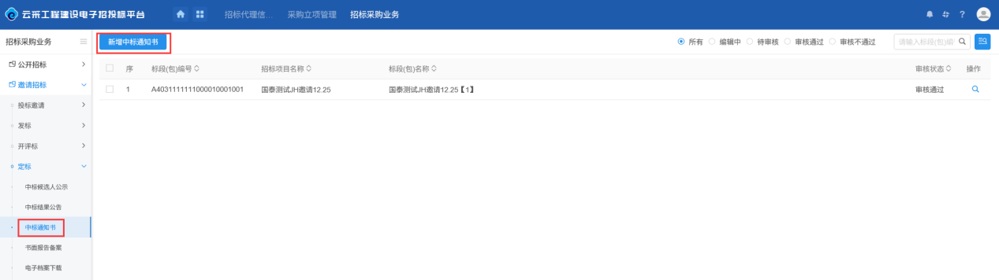 云采工程建设电子招投标平台 招标代理信... 采购立项管理 招标采购业务 ?
招标采购业务 新增中标通知书 所有 编辑中 待审核 审核通过 审核不通过 请输入标段(包)编
公开招标 序 标段(包)编号 招标项目名称 标段(包)名称 审核状态 操作
邀请招标 1 A4031111111000010001001 国泰测试JH邀请12.25 国泰测试JH邀请12.25【1】 审核通过
投标邀请
发标
开评标
定标
中标候选人公示
中标结果公告
中标通知书
书面报告备案
电子档案下载